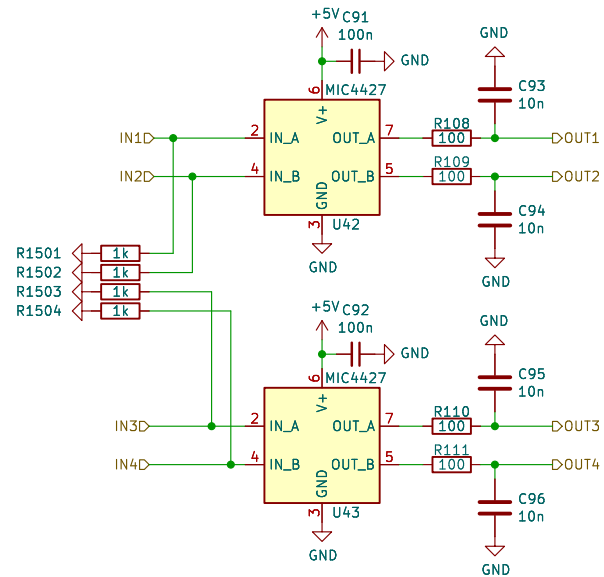 +5V C91
100n
GND
GND
6 MIC4427
C93
10n
V+
IN1 2 IN_A OUT_A 7 R108 100 OUT1
IN2 4 IN_B OUT_B 5 R109 100 OUT2
GND
3 U42
GND
C94
10n
GND
R1501 1k
R1502 1k
R1503 1k
R1504 1k
+5V C92
100n
GND
GND
6 MIC4427
C95
10n
V+
IN3 2 IN_A OUT_A 7 R110 100 OUT3
IN4 4 IN_B OUT_B 5 R111 100 OUT4
GND
3 U43
GND
C96
10n
GND